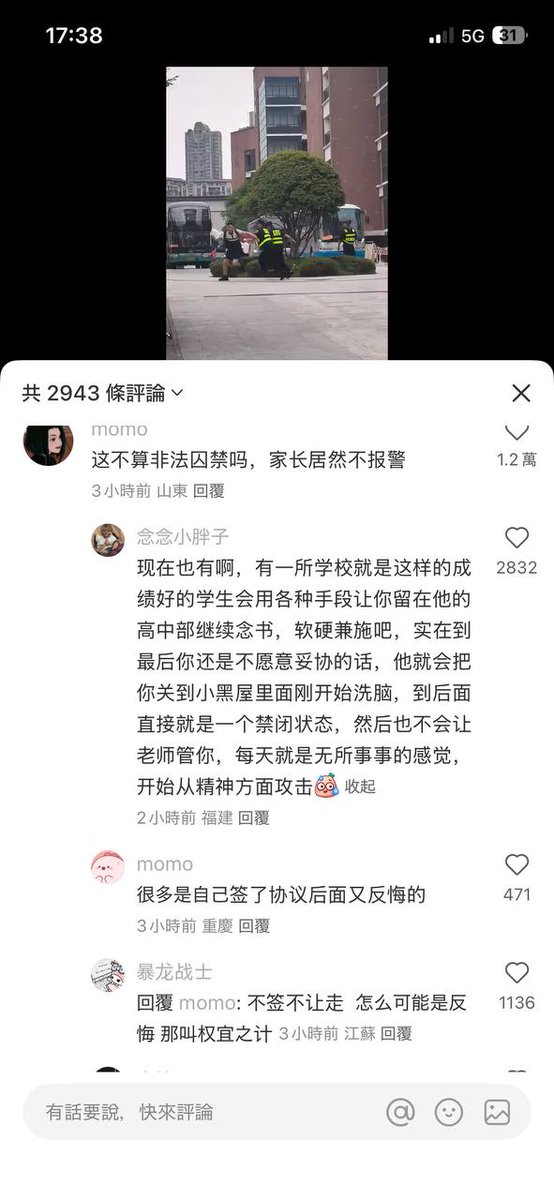 17:38
5G
31
共 2943 條評論
momo
这不算非法囚禁吗，家长居然不报警
1.2萬
3小時前 山東 回覆
念念小胖子
现在也有啊，有一所学校就是这样的成
2832
绩好的学生会用各种手段让你留在他的
高中部继续念书，软硬兼施吧，实在到
最后你还是不愿意妥协的话，他就会把
你关到小黑屋里面刚开始洗脑，到后面
直接就是一个禁闭状态，然后也不会让
老师管你，每天就是无所事事的感觉，
开始从精神方面攻击 收起
2小時前 福建 回覆
momo
很多是自己签了协议后面又反悔的
471
3小時前 重慶 回覆
暴龙战士
回覆 momo: 不签不让走 怎么可能是反
1136
悔 那叫权宜之计 3小時前 江蘇 回覆
有話要說，快來評論